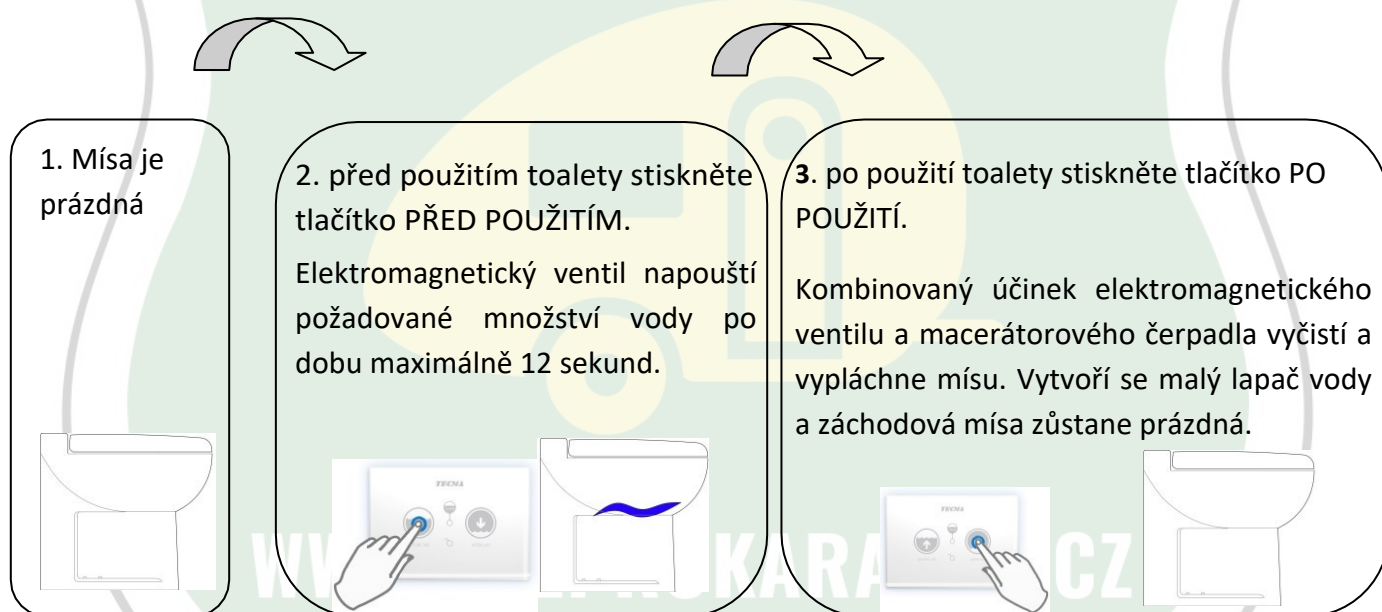 1. Mísa je
prázdná
2. před použitím toalety stiskněte
tlačítko PŘED POUŽITÍM.
Elektromagnetický ventil napouští
požadované množství vody po
dobu maximálně 12 sekund.
TECMA
3. po použití toalety stiskněte tlačítko PO
POUŽITÍ.
Kombinovaný účinek elektromagnetického
ventilu a macerátorového čerpadla vyčistí a
vypláchne mísu. Vytvoří se malý lapač vody
a záchodová mísa zůstane prázdná.
TECMA